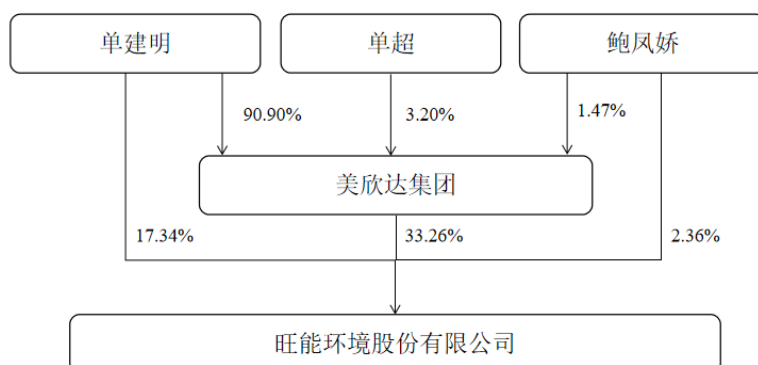 单建明
单超
鲍凤娇
90.90%
3.20%
1.47%
美欣达集团
17.34%
33.26%
2.36%
旺能环境股份有限公司